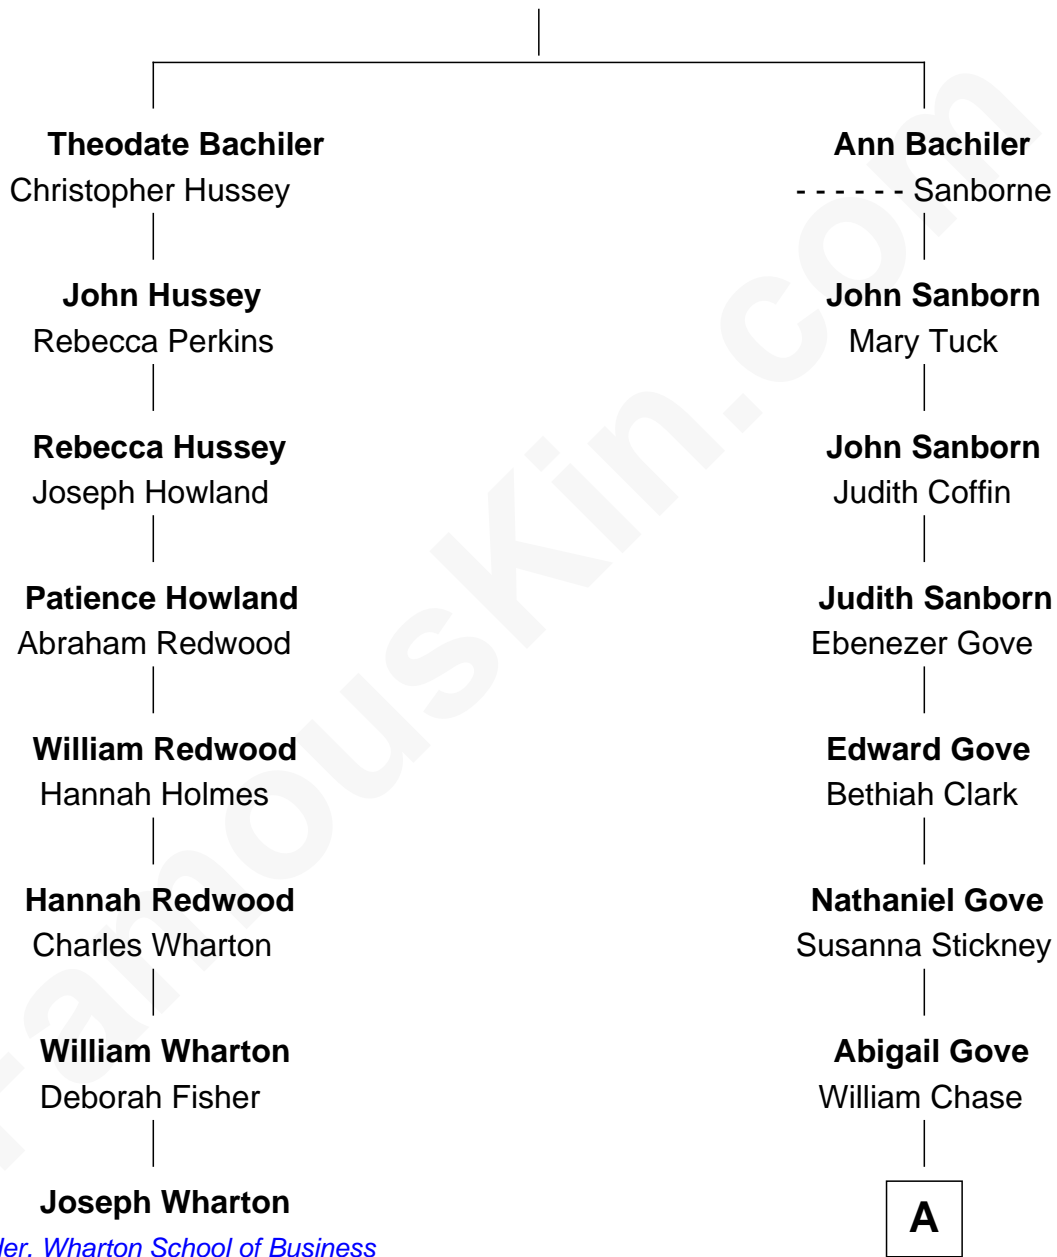 Theodate Bachiler
Christopher Hussey
John Hussey
Rebecca Perkins
Rebecca Hussey
Joseph Howland
Patience Howland
Abraham Redwood
William Redwood
Hannah Holmes
Hannah Redwood
Charles Wharton
William Wharton
Deborah Fisher
Joseph Wharton
Wharton School of Business
Ann Bachiler
- - - - - - Sanborne
John Sanborn
Mary Tuck
John Sanborn
Judith Coffin
Judith Sanborn
Ebenezer Gove
Edward Gove
Bethiah Clark
Nathaniel Gove
Susanna Stickney
Abigail Gove
William Chase
A
FamousKin.com